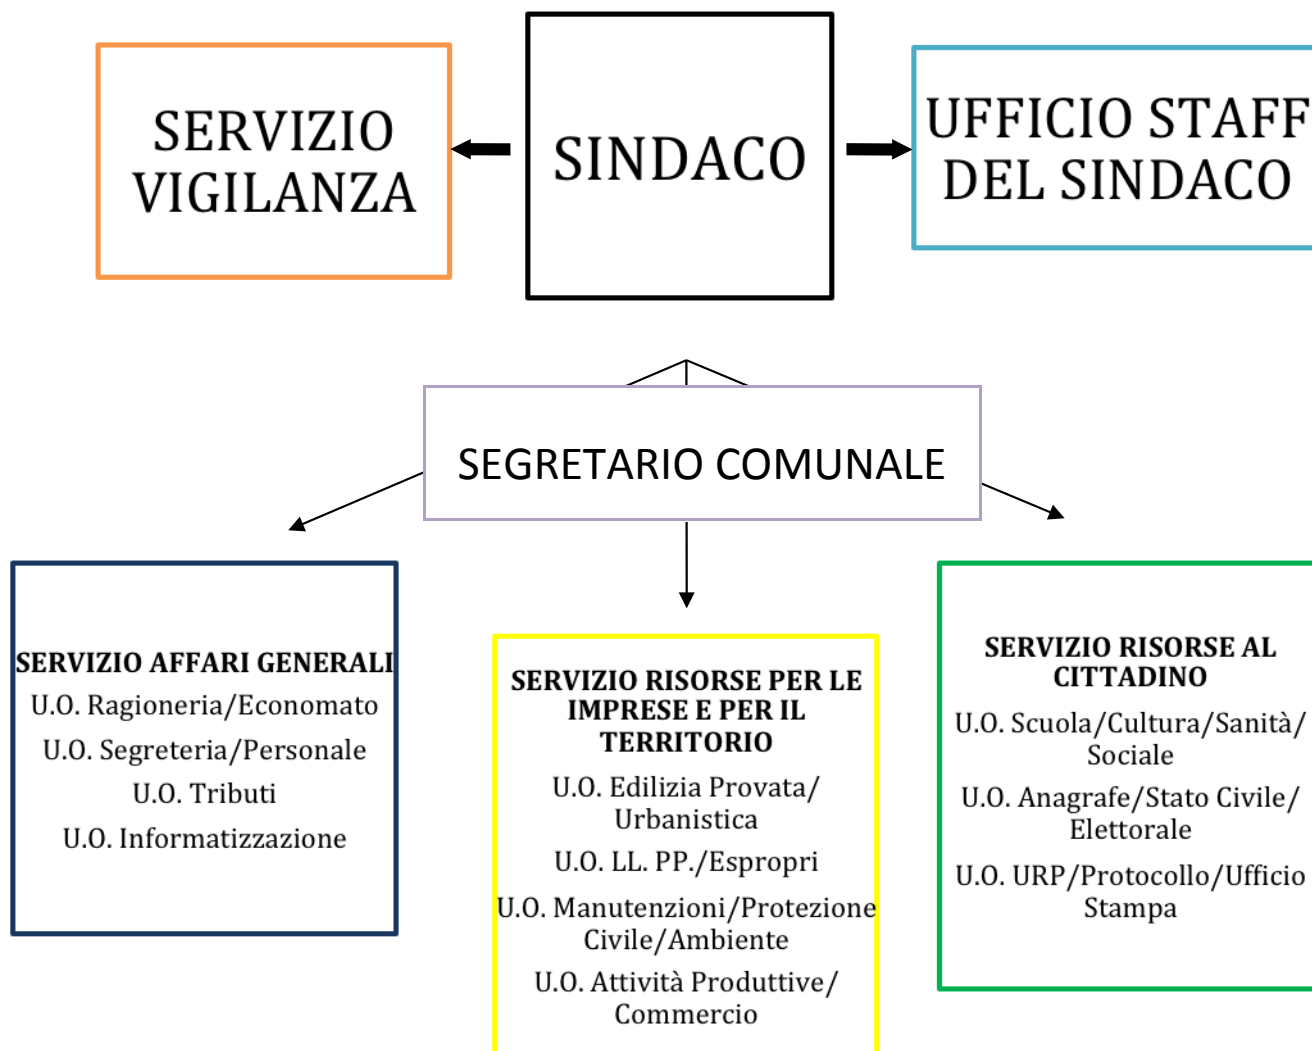 SERVIZIO
VIGILANZA
SINDACO
UFFICIO STAFF
DEL SINDACO
SEGRETARIO COMUNALE
SERVIZIO AFFARI GENERALI
U.O. Ragioneria/Economato
U.O. Segreteria/Personale
U.O. Tributi
U.O. Informatizzazione
SERVIZIO RISORSE PER LE
IMPRESE E PER IL
TERRITORIO
U.O. Edilizia Provata/
Urbanistica
U.O. LL. PP./Espropri
U.O. Manutenzioni/Protezione
Civile/Ambiente
U.O. Attività Produttive/
Commercio
SERVIZIO RISORSE AL
CITTADINO
U.O. Scuola/Cultura/Sanità/
Sociale
U.O. Anagrafe/Stato Civile/
Elettorale
U.O. URP/Protocollo/Ufficio
Stampa